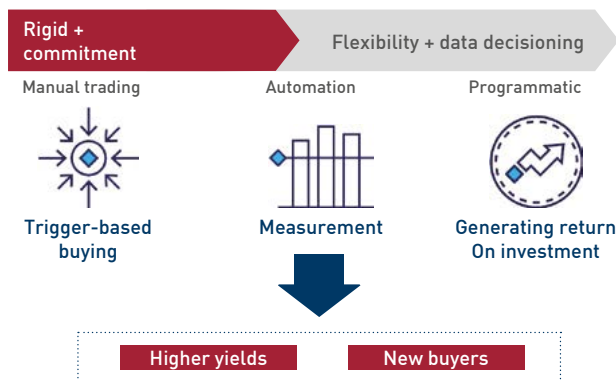 Rigid +
commitment
Flexibility + data decisioning
Manual trading
Automation
Programmatic
Trigger-based
buying
Measurement
Generating return
On investment
Higher yields
New buyers